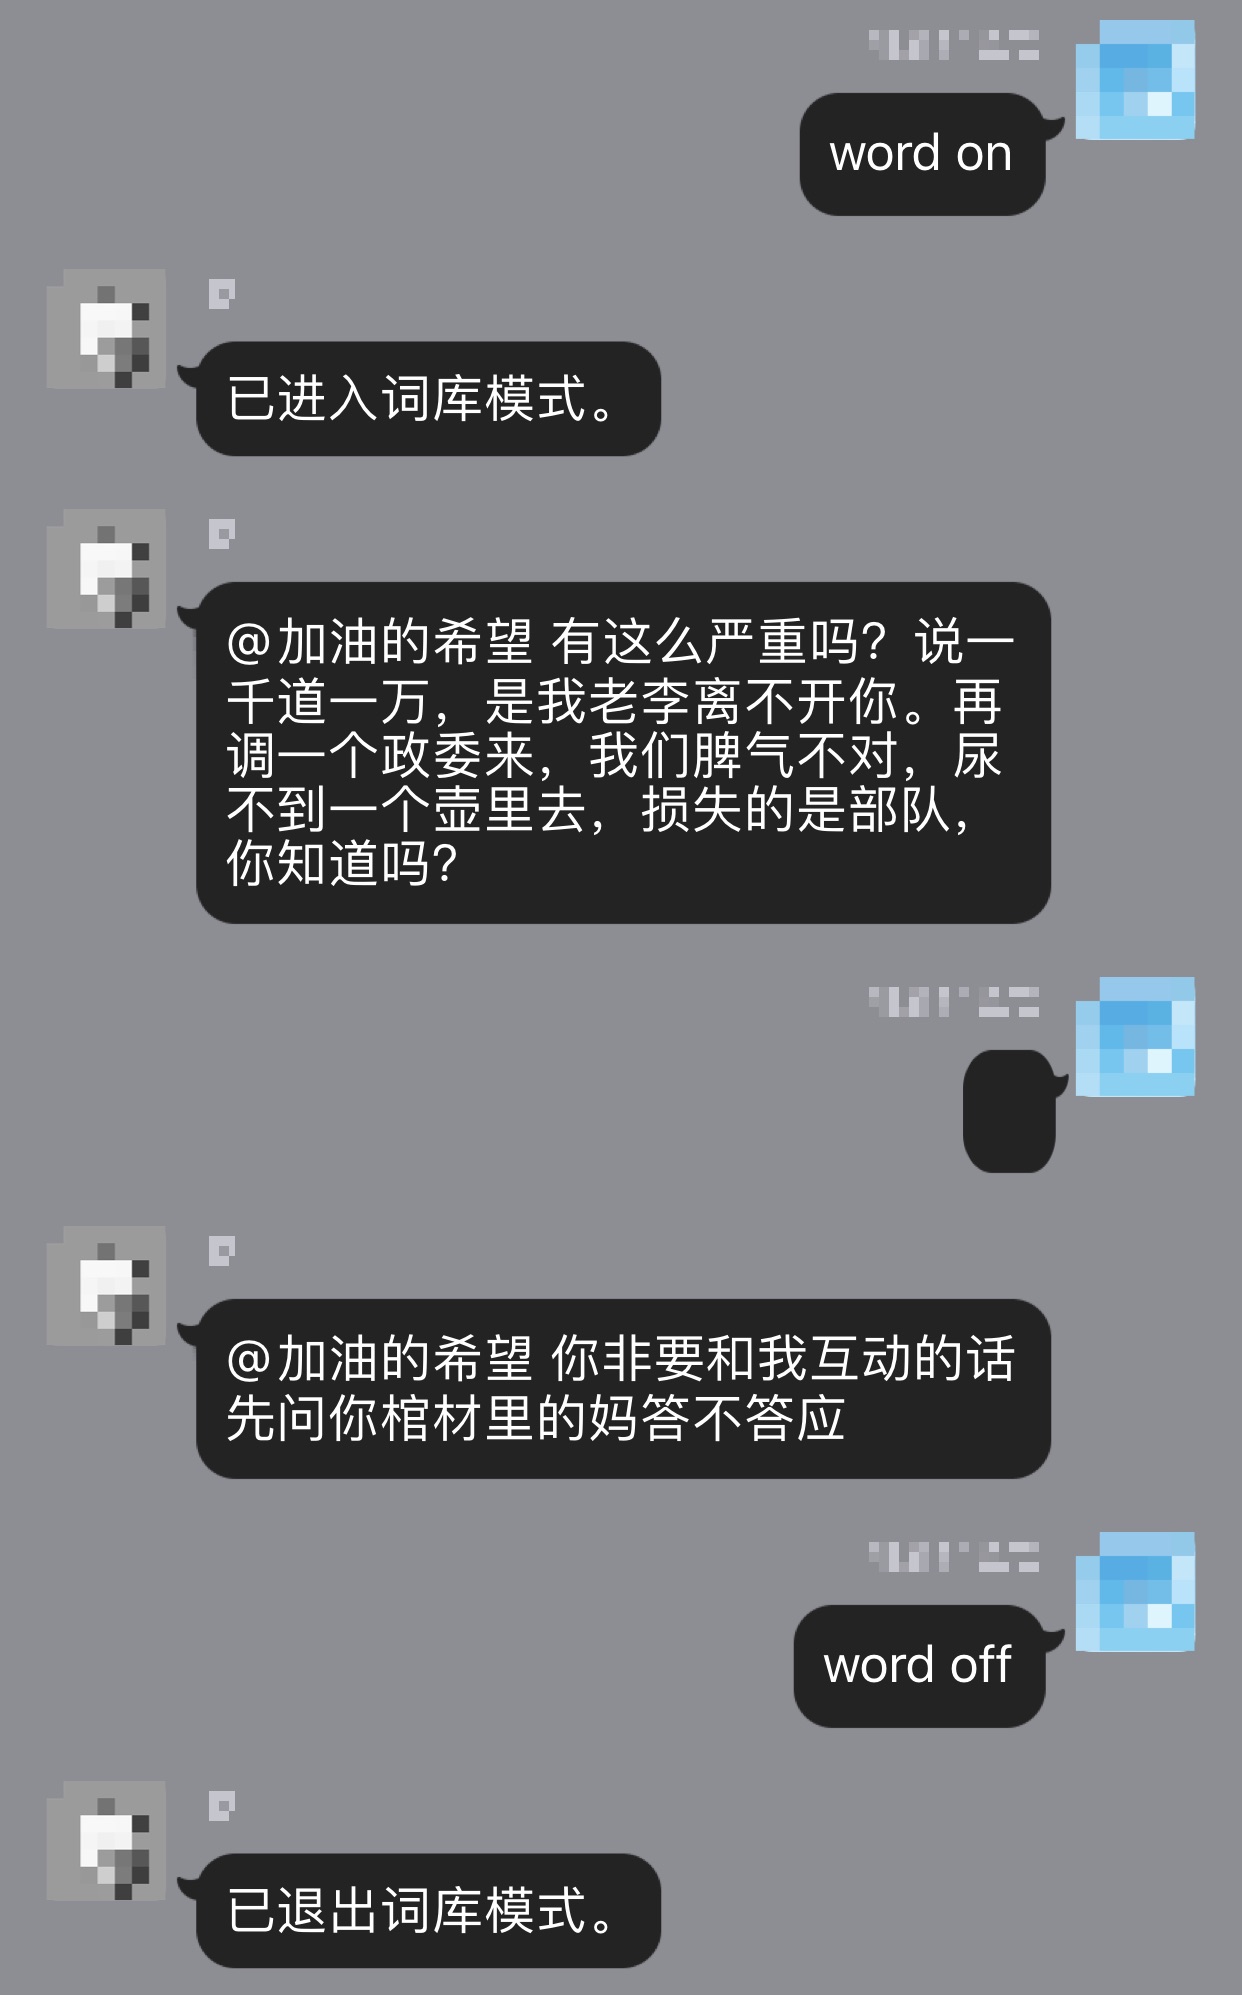 word on
已进入词库模式。
@加油的希望 有这么严重吗？说一
千道一万，是我老李离不开你。再
调一个政委来，我们脾气不对，尿
不到一个壶里去，损失的是部队，
你知道吗？
@加油的希望 你非要和我互动的话
先问你棺材里的妈答不答应
word off
已退出词库模式。